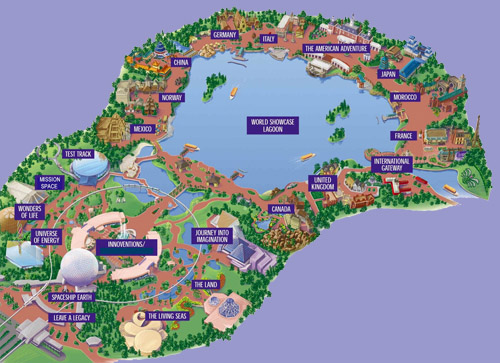 GERMANY
ITALY
THE AMERICAN ADVENTURE
CHINA
JAPAN
NORWAY
MOROCCO
WORLD SHOWCASE
LAGOON
MEXICO
FRANCE
TEST TRACK
INTERNATIONAL
GATEWAY
MISSION
SPACE
UNITED
KINGDOM
WONDERS
OF LIFE
CANADA
UNIVERSE
OF ENERGY
INNOVENTIONS/
JOURNEY INTO
IMAGINATION
THE LAND
SPACESHIP EARTH
LEAVE A LEGACY
THE LIVING SEAS